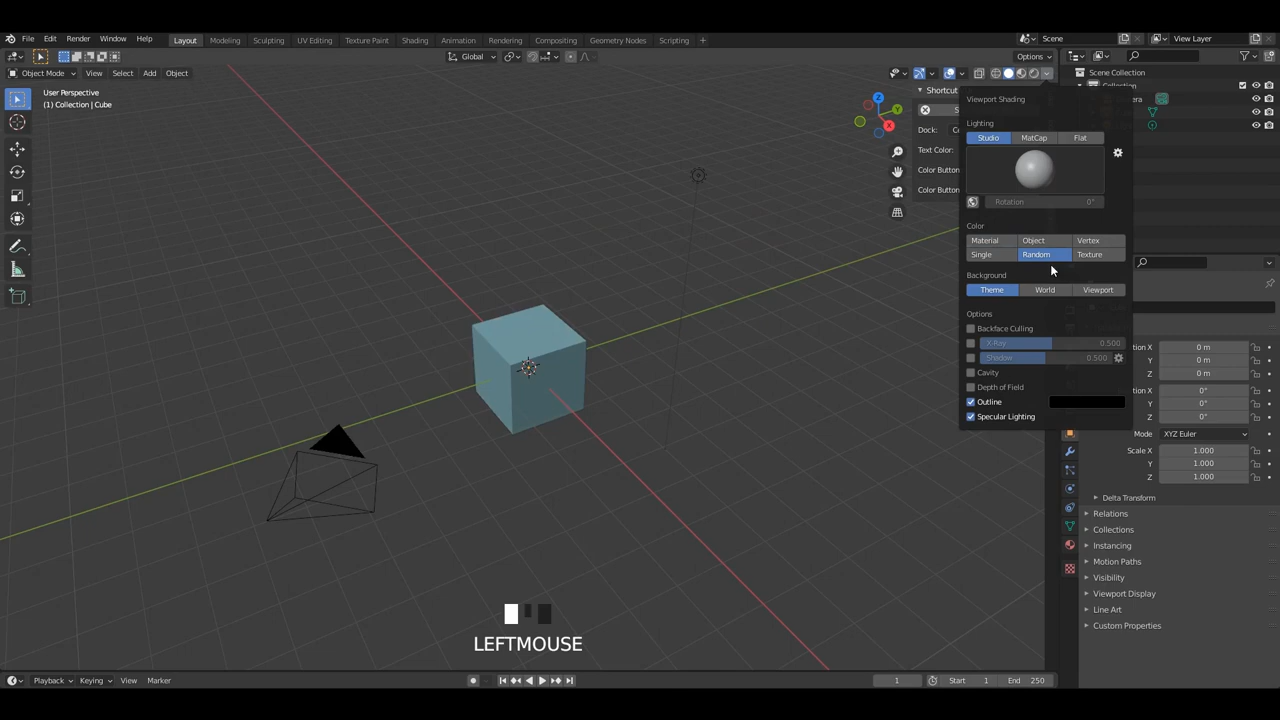 File Edit Render Window Help Layout Modeling Sculpting UV Editing Texture Paint Shading Animation Rendering Compositing Geometry Nodes Scripting + Scene View Layer
Global Options
Object Mode View Select Add Object Scene Collection
User Perspective
(1) Collection | Cube
Z
Y
X
Shortcut
Dock:
Text Color:
Color Button
Color Button
Viewport Shading
Lighting
Studio MatCap Flat
Rotation 0°
Color
Material Object Vertex
Single Random Texture
Background
Theme World Viewport
Options
Backface Culling
X-Ray 0.500
Shadow 0.500
Cavity
Depth of Field
Outline
Specular Lighting
0 m
Y 0 m
Z 0 m
0°
Y 0°
Z 0°
Mode XYZ Euler
Scale X 1.000
Y 1.000
Z 1.000
Delta Transform
Relations
Collections
Instancing
Motion Paths
Visibility
Viewport Display
Line Art
Custom Properties
LEFTMOUSE
Playback Keying View Marker 1 Start 1 End 250